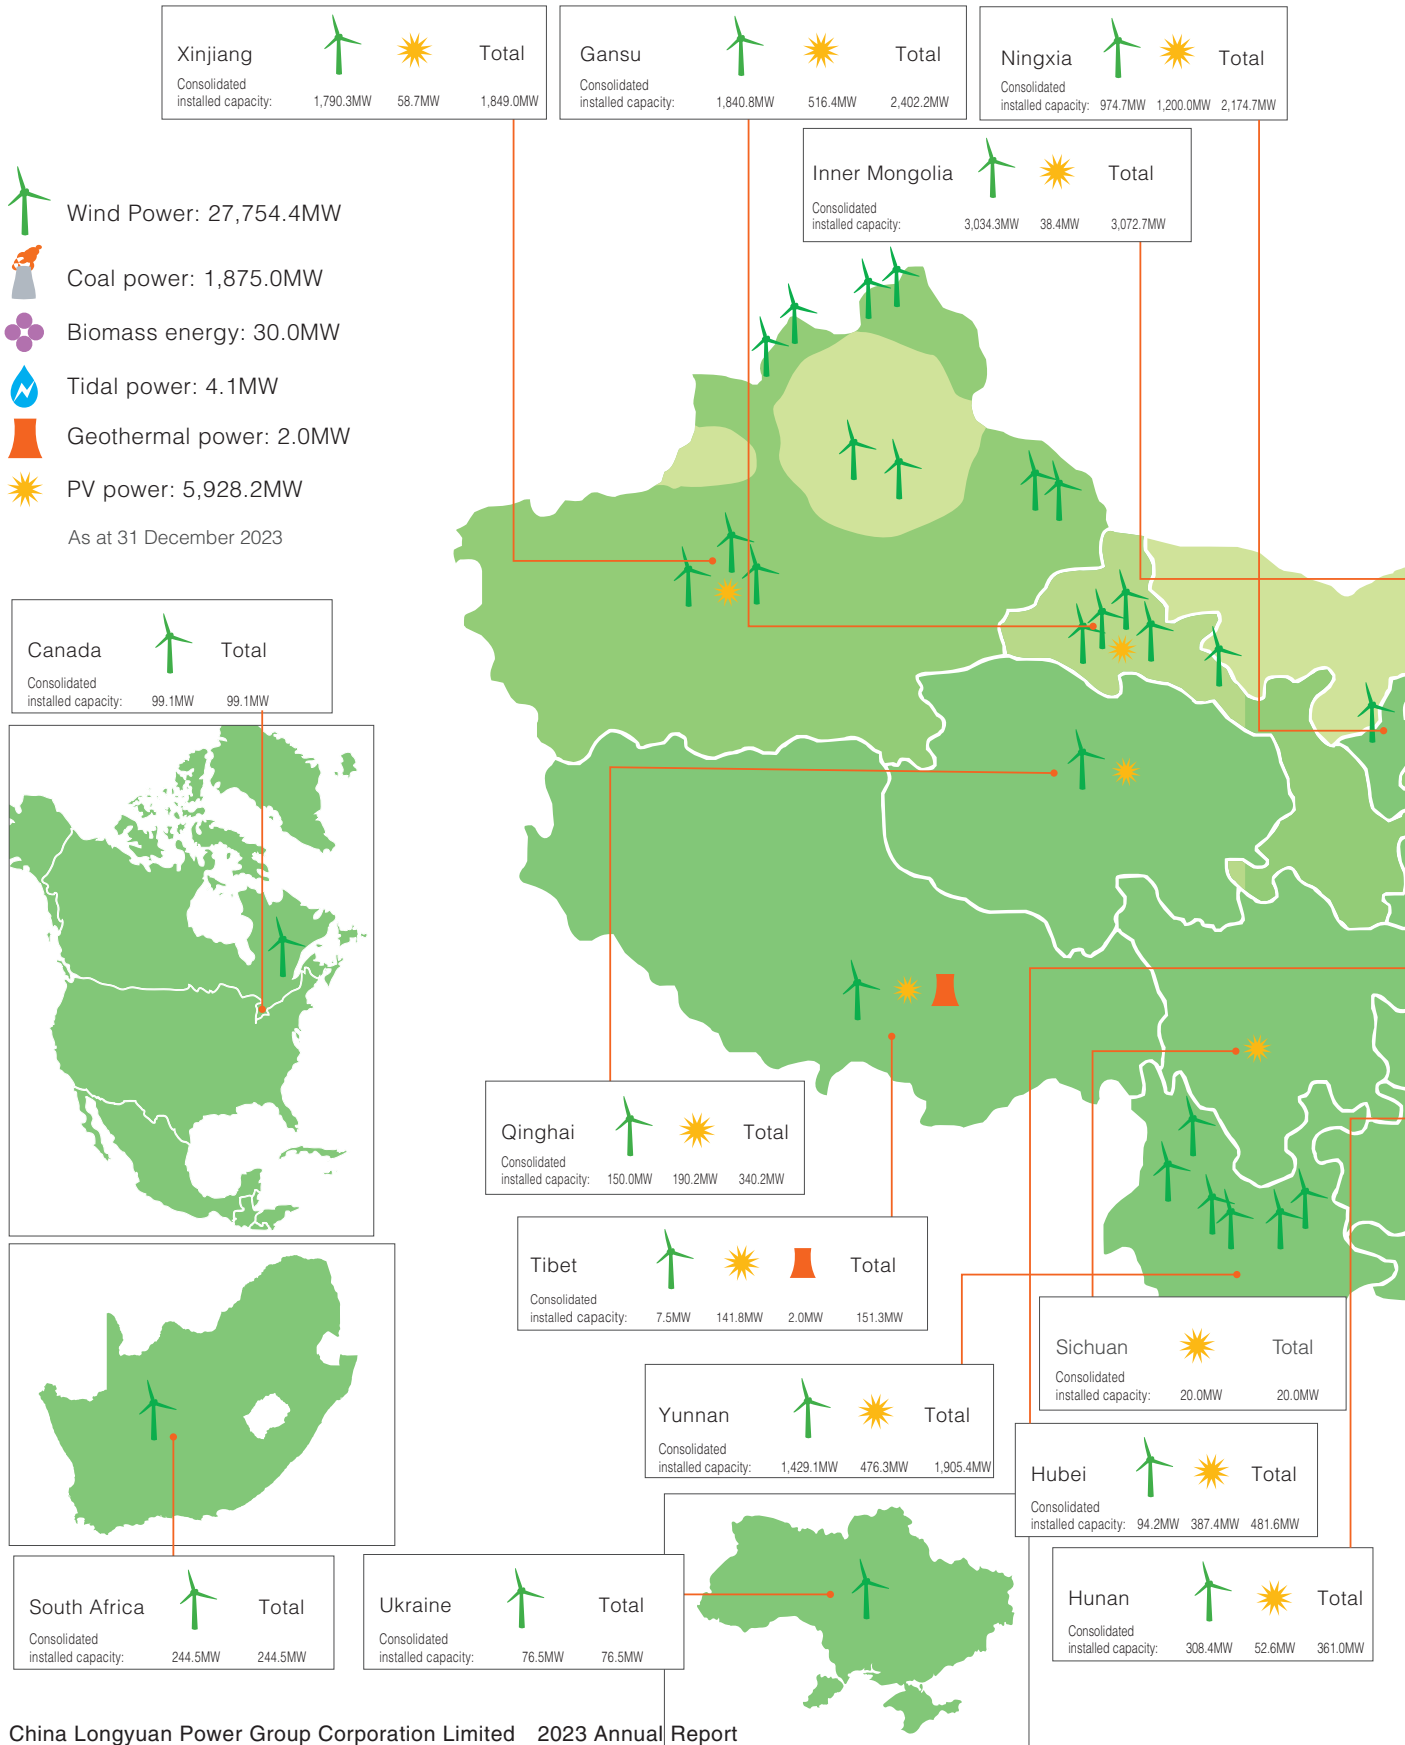 Xinjiang Total
Consolidated
installed capacity: 1,790.3MW 58.7MW 1,849.0MW
Gansu Total
Consolidated
installed capacity: 1,840.8MW 516.4MW 2,402.2MW
Ningxia Total
Consolidated
installed capacity: 974.7MW 1,200.0MW 2,174.7MW
Inner Mongolia Total
Consolidated
installed capacity: 3,034.3MW 38.4MW 3,072.7MW
Wind Power: 27,754.4MW
Coal power: 1,875.0MW
Biomass energy: 30.0MW
Tidal power: 4.1MW
Geothermal power: 2.0MW
PV power: 5,928.2MW
As at 31 December 2023
Canada Total
Consolidated
installed capacity: 99.1MW 99.1MW
Qinghai Total
Consolidated
installed capacity: 150.0MW 190.2MW 340.2MW
Tibet Total
Consolidated
installed capacity: 7.5MW 141.8MW 2.0MW 151.3MW
Sichuan Total
Consolidated
installed capacity: 20.0MW 20.0MW
Yunnan Total
Consolidated
installed capacity: 1,429.1MW 476.3MW 1,905.4MW
Hubei Total
Consolidated
installed capacity: 94.2MW 387.4MW 481.6MW
South Africa Total
Consolidated
installed capacity: 244.5MW 244.5MW
Ukraine Total
Consolidated
installed capacity: 76.5MW 76.5MW
Hunan Total
Consolidated
installed capacity: 308.4MW 52.6MW 361.0MW
China Longyuan Power Group Corporation Limited 2023 Annual Report